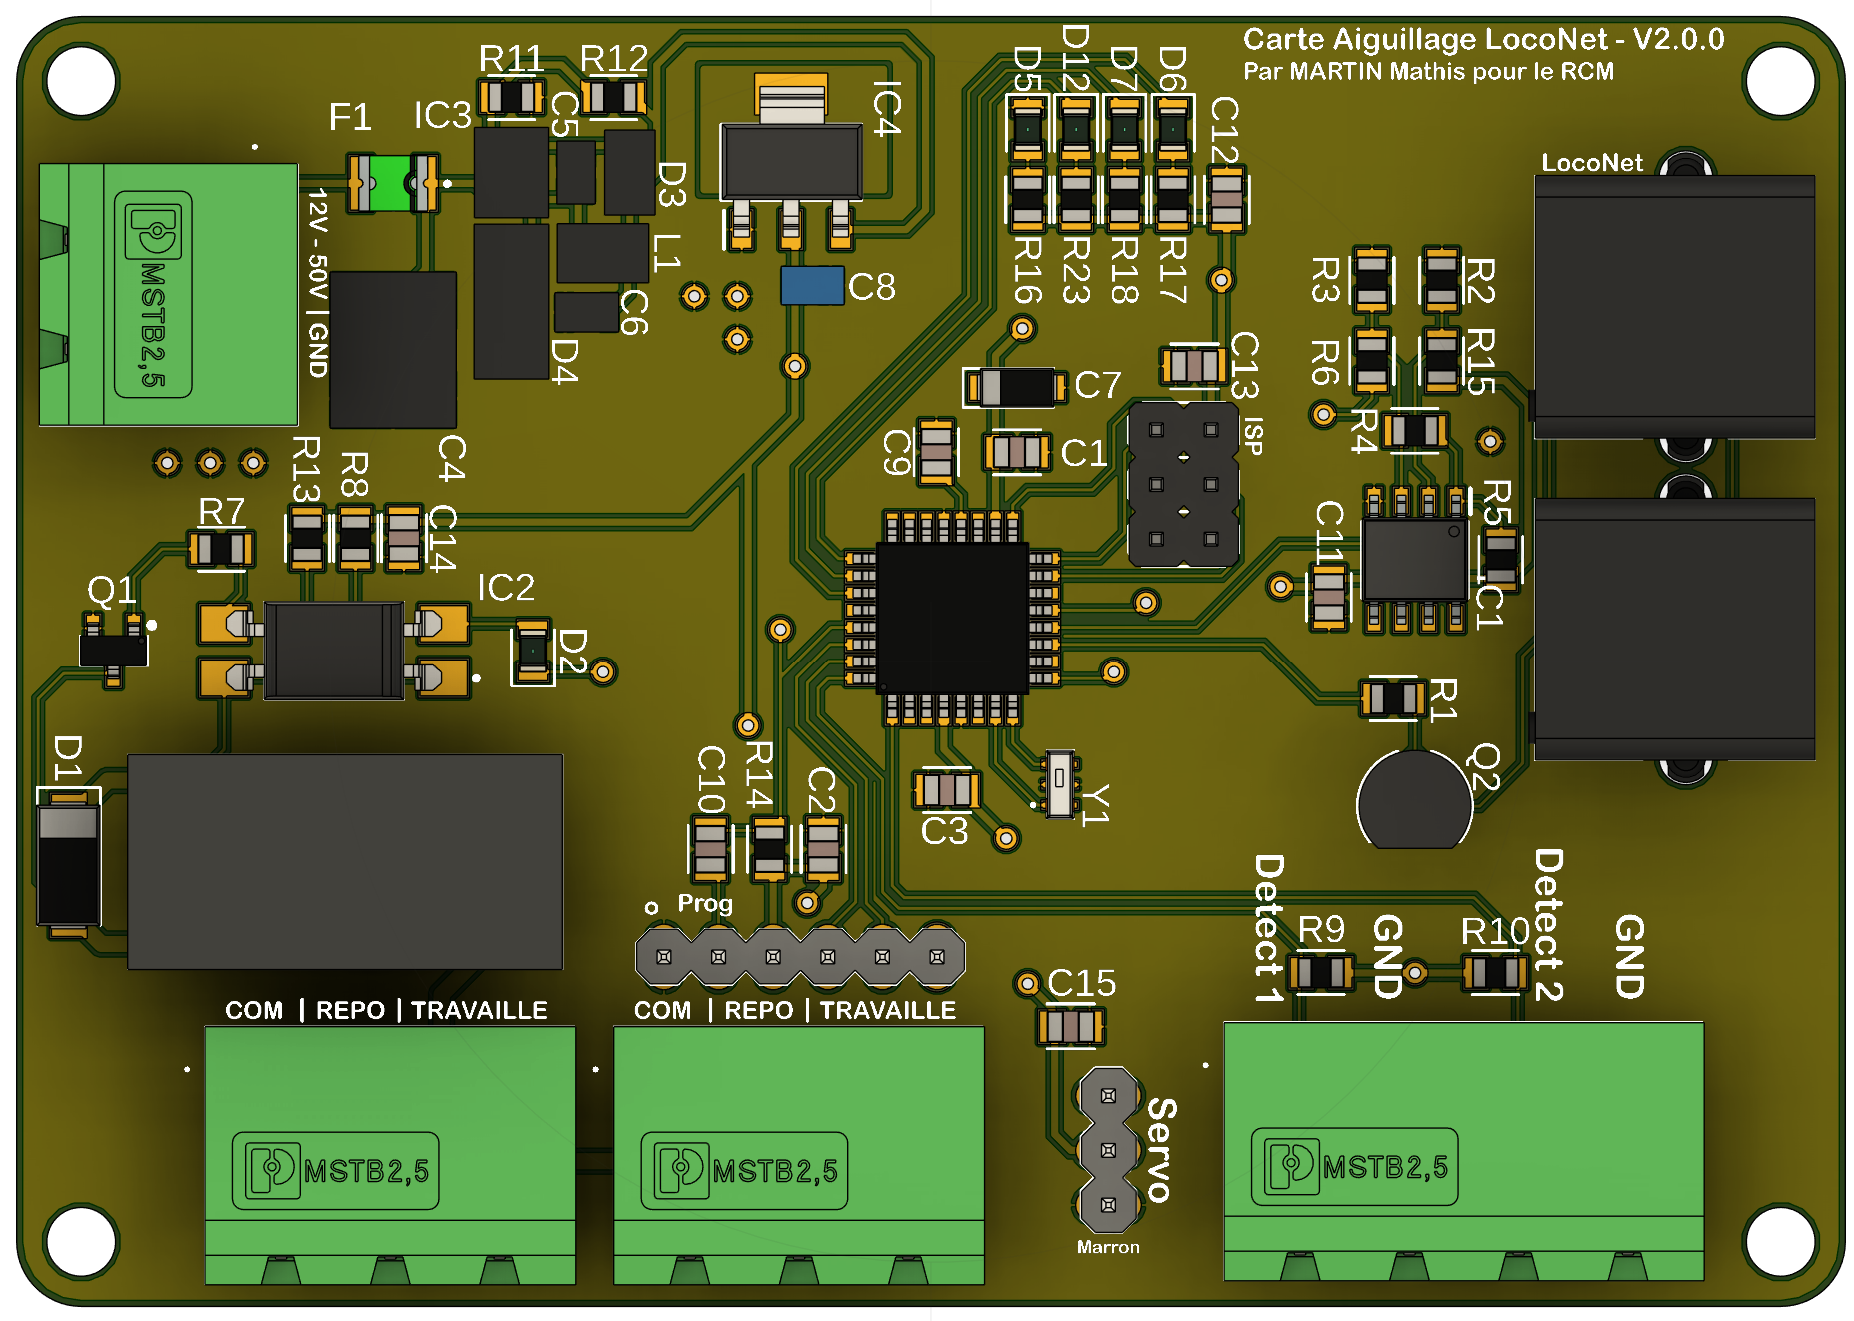 Carte Aiguillage LocoNet - V2.0.0
Par MARTIN Mathis pour le RCM
R11
R12
D5
D12
D7
D6
C5
IC4
F1
IC3
C12
LocoNet
D3
12V - 50V | GND
MSTB2,5
L1
R16
R23
R18
R17
R3
R2
C8
C6
D4
C13
R6
R15
C7
ISP
R4
C4
R13
R8
C9
C1
R7
C14
R5
C11
Q1
IC2
IC1
D2
R1
D1
C10
R14
C2
Q2
Y1
C3
Prog
Detect 1
R9
GND
R10
Detect 2
GND
COM | REPO | TRAVAILLE
COM | REPO | TRAVAILLE
C15
Servo
MSTB2,5
MSTB2,5
MSTB2,5
Marron